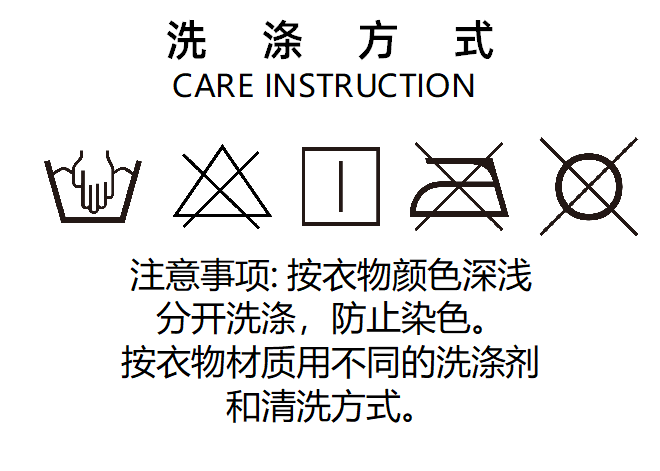 洗涤方式
CARE INSTRUCTION
注意事项: 按衣物颜色深浅
分开洗涤，防止染色。
按衣物材质用不同的洗涤剂
和清洗方式。